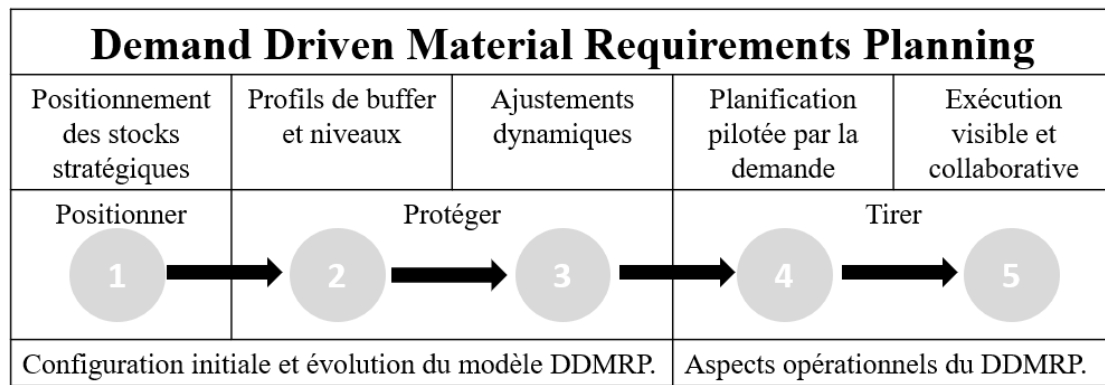 Demand Driven Material Requirements Planning
Positionnement
des stocks
stratégiques
Profils de buffer
et niveaux
Ajustements
dynamiques
Planification
pilotée par la
demande
Exécution
visible et
collaborative
Positionner
Protéger
Tirer
1
2
3
4
5
Configuration initiale et évolution du modèle DDMRP.
Aspects opérationnels du DDMRP.